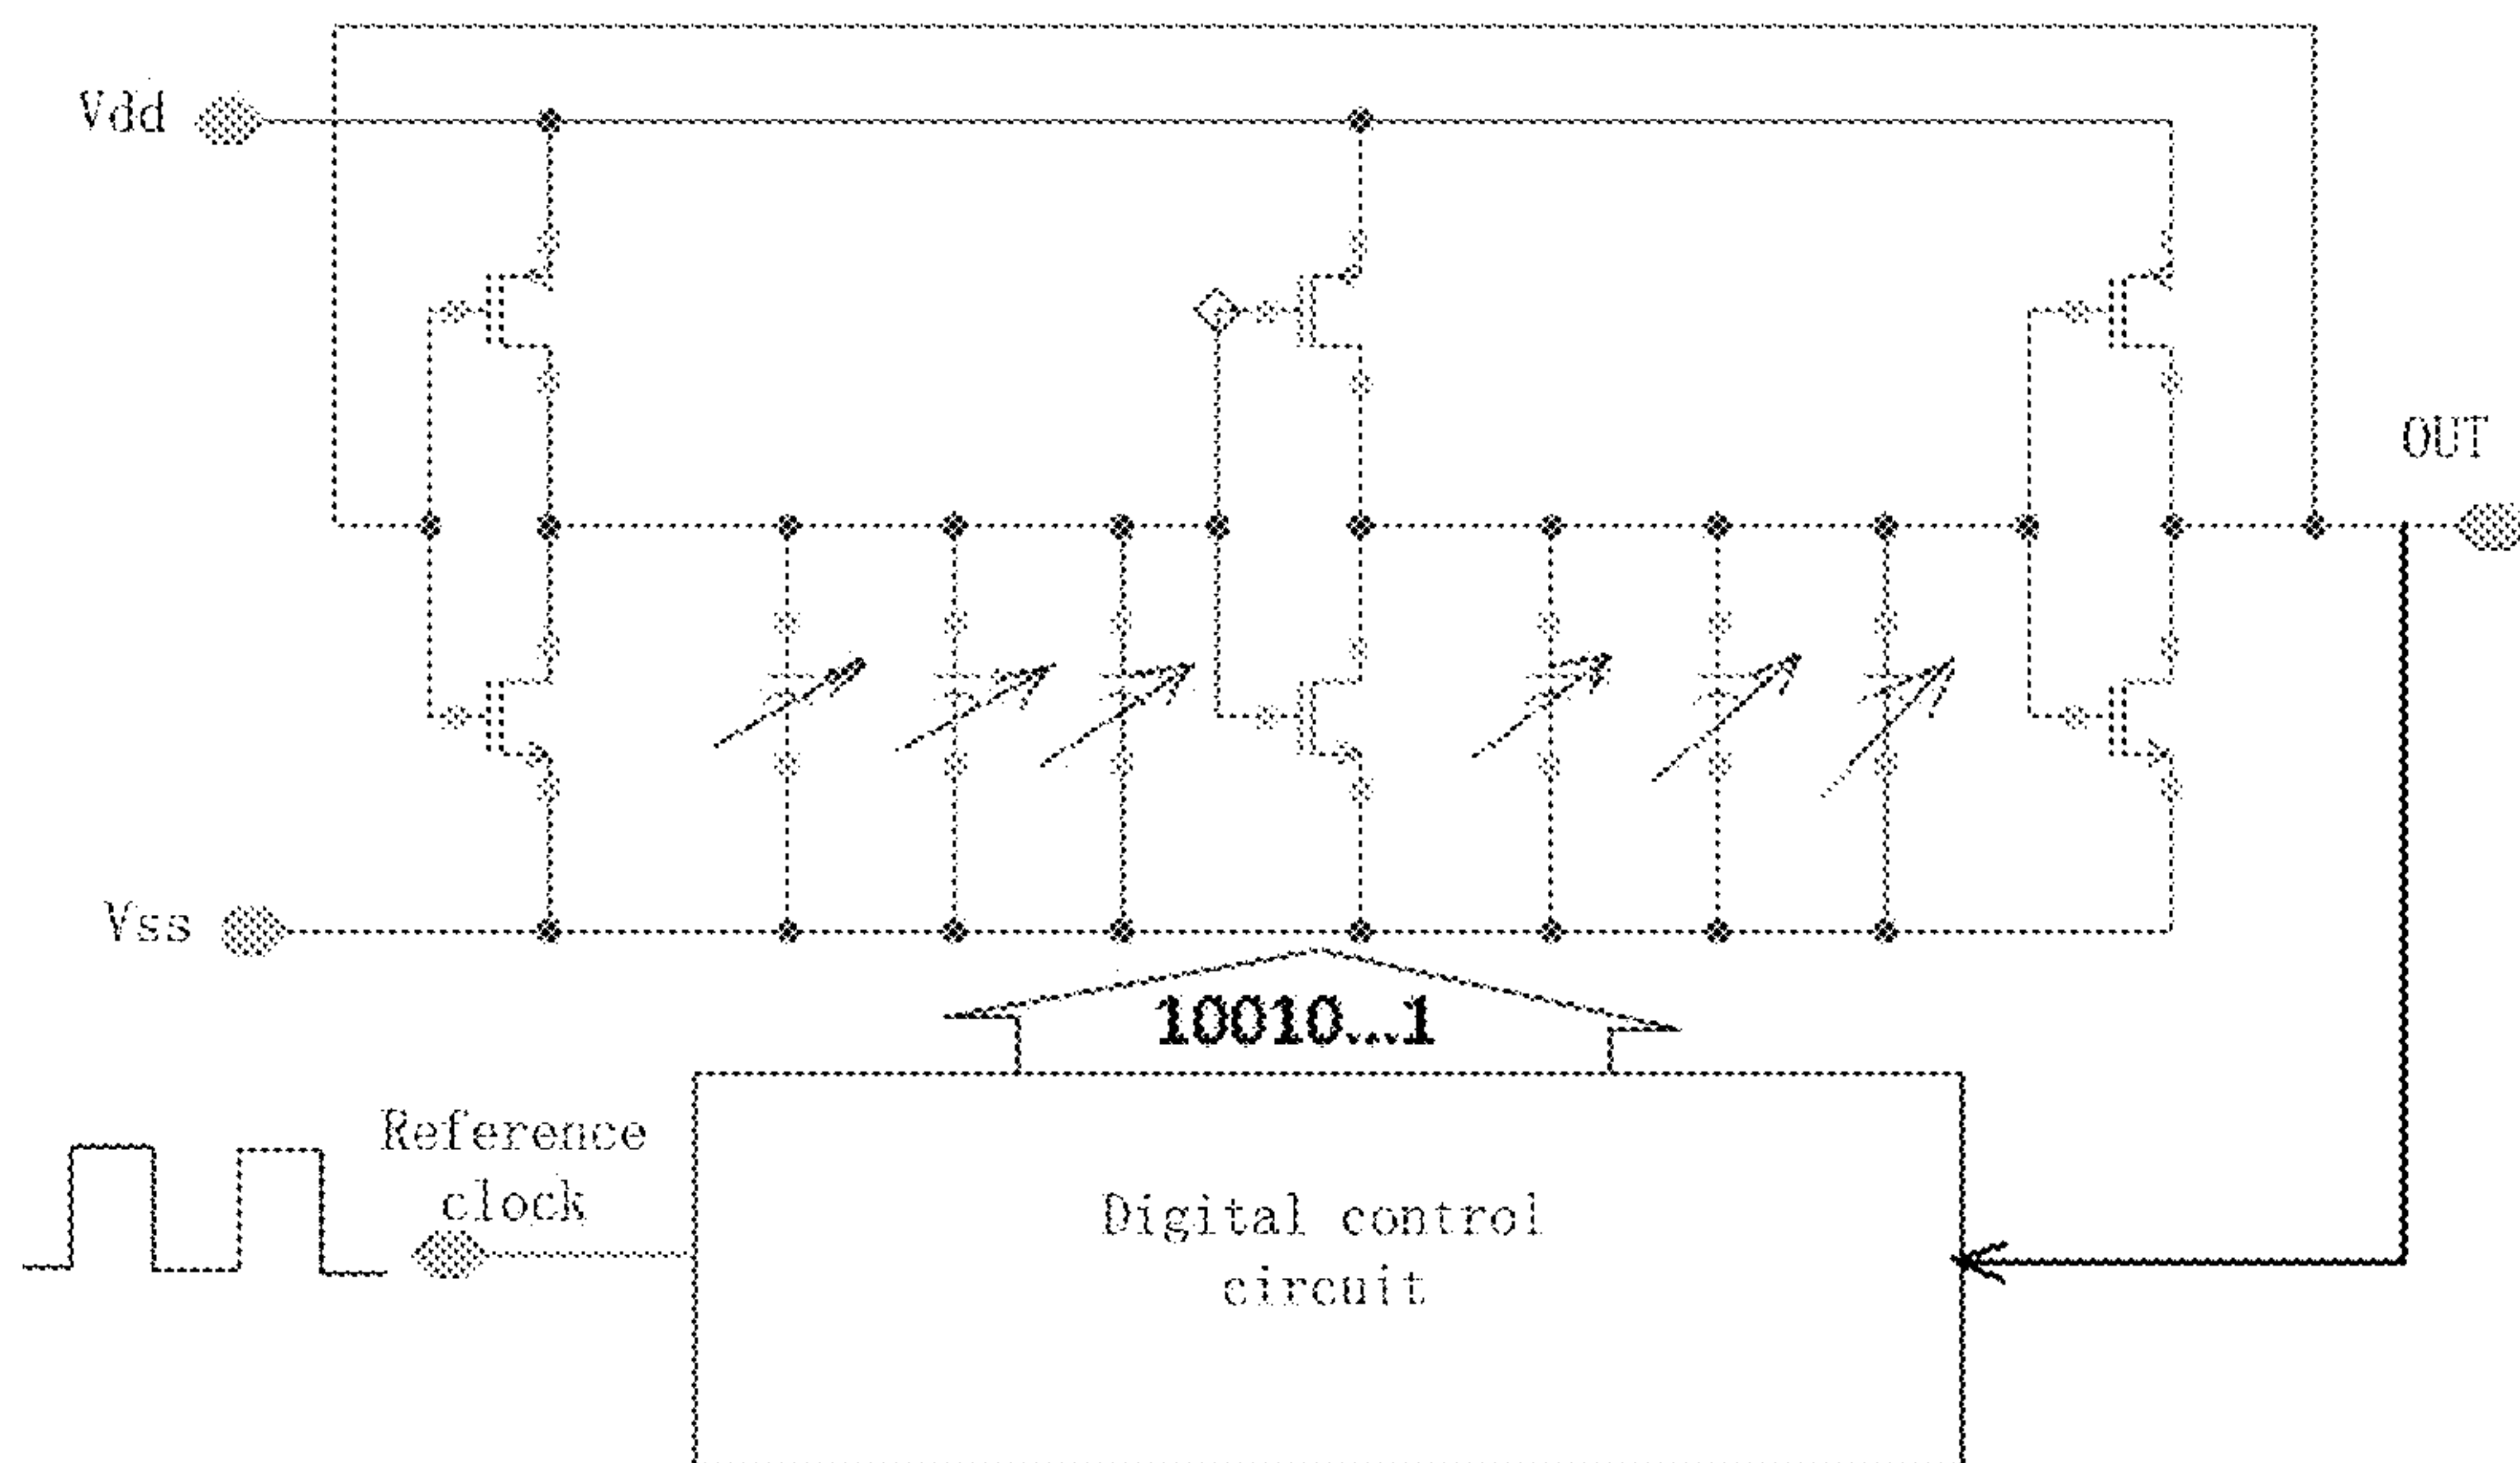 Vdd
OUT
Vss
10010...1
Reference
clock
Digital control
circuit